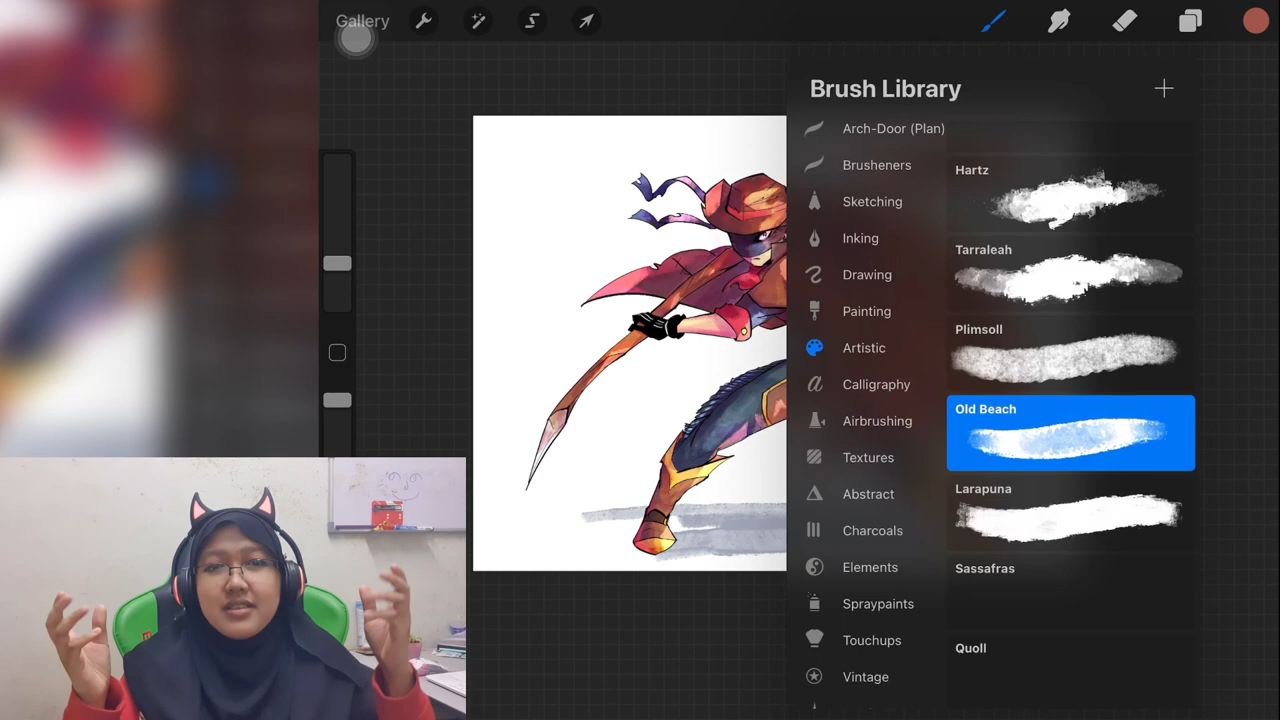 Gallery
Brush Library
Arch-Door (Plan)
Brusheners
Sketching
Inking
Drawing
Painting
Artistic
Calligraphy
Airbrushing
Textures
Abstract
Charcoals
Elements
Spraypaints
Touchups
Vintage
Hartz
Tarraleah
Plimsoll
Old Beach
Larapuna
Sassafras
Quoll